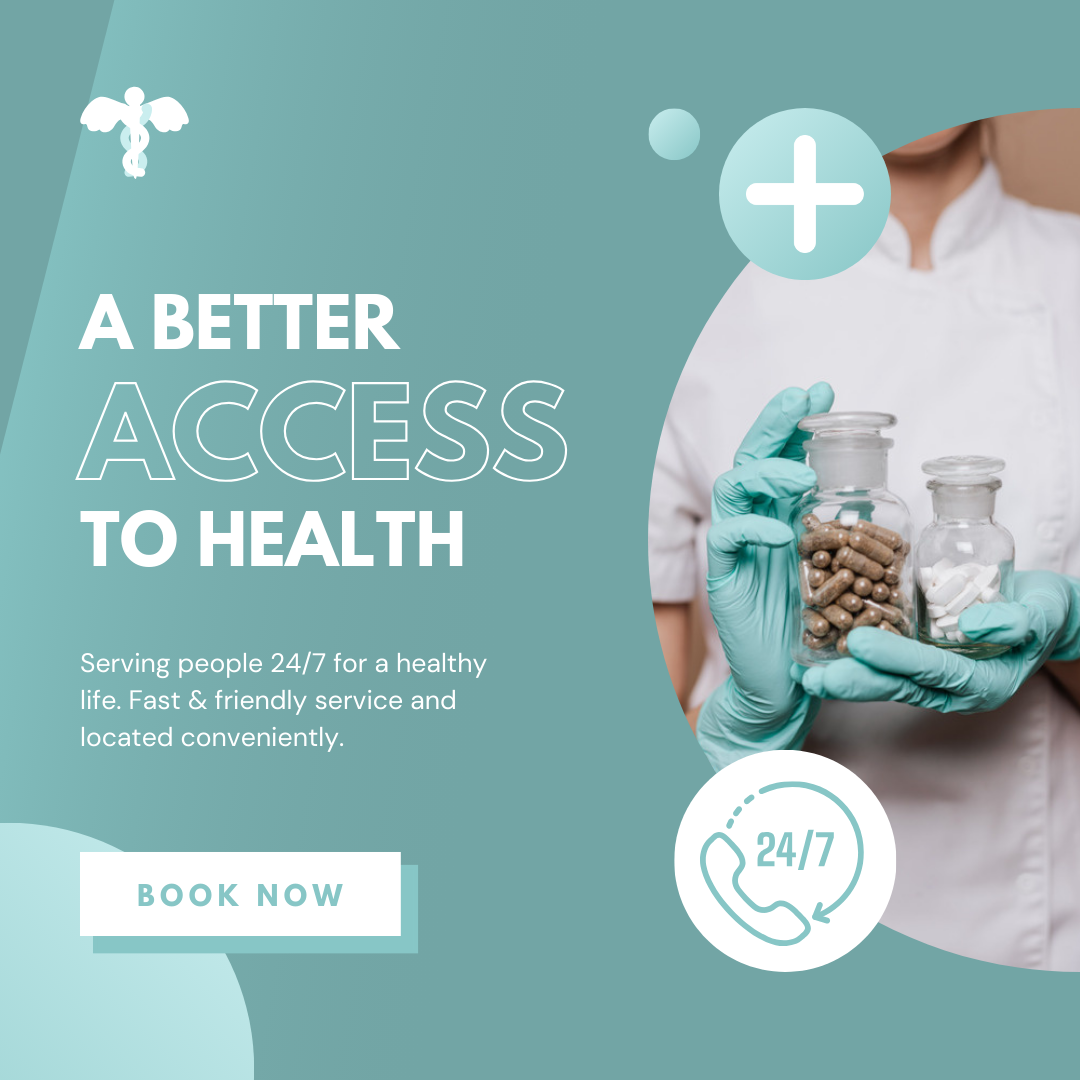 A BETTER
ACCESS
TO HEALTH
Serving people 24/7 for a healthy
life. Fast & friendly service and
located conveniently.
BOOK NOW
24/7